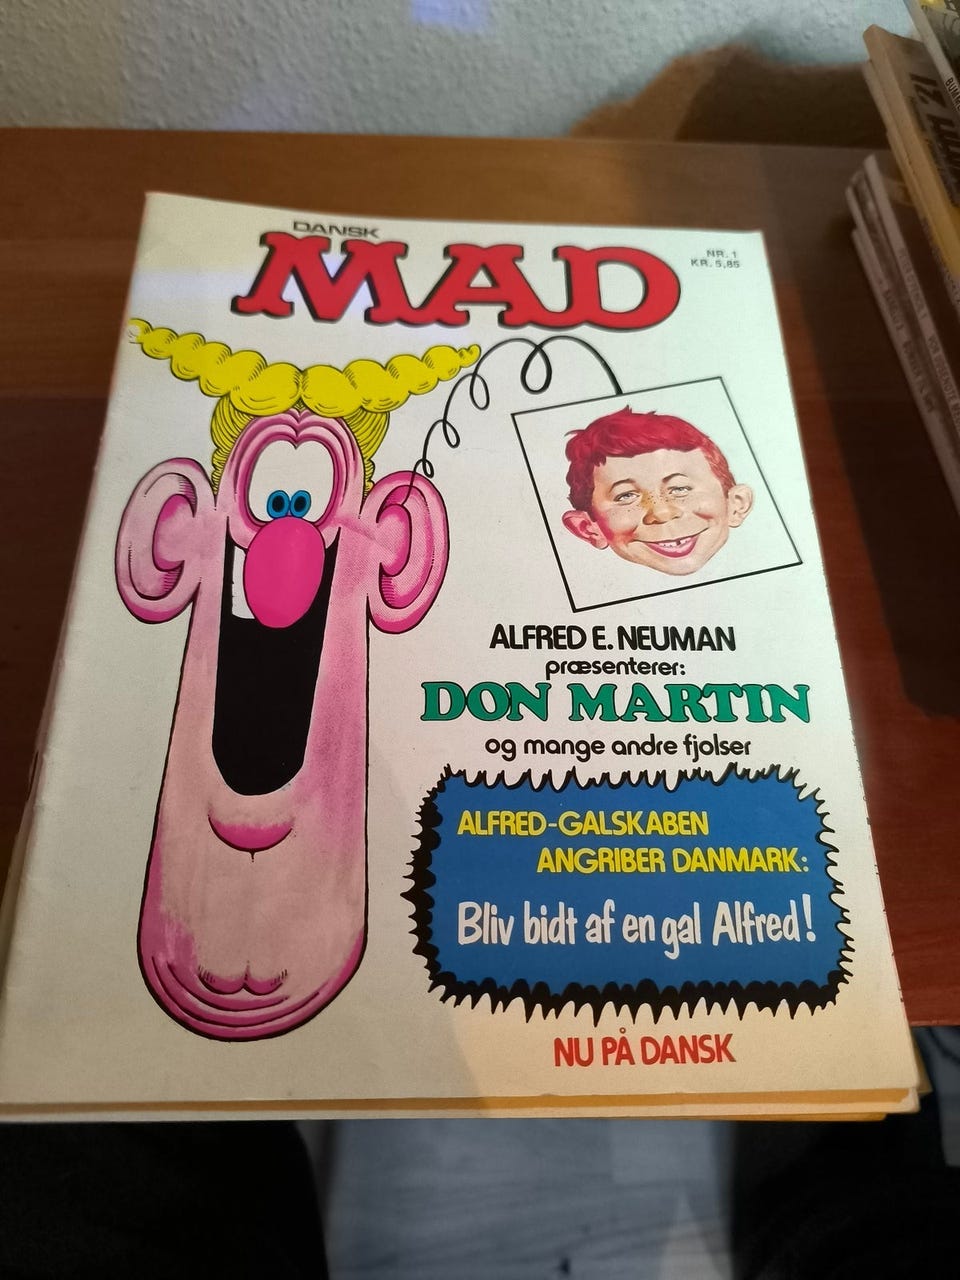 DANSK
MAD
NR. 1
KR. 5,85
ALFRED E. NEUMAN
præsenterer:
DON MARTIN
og mange andre fjolser
ALFRED-GALSKABEN
ANGRIBER DANMARK:
Bliv bidt af en gal Alfred!
NU PÅ DANSK